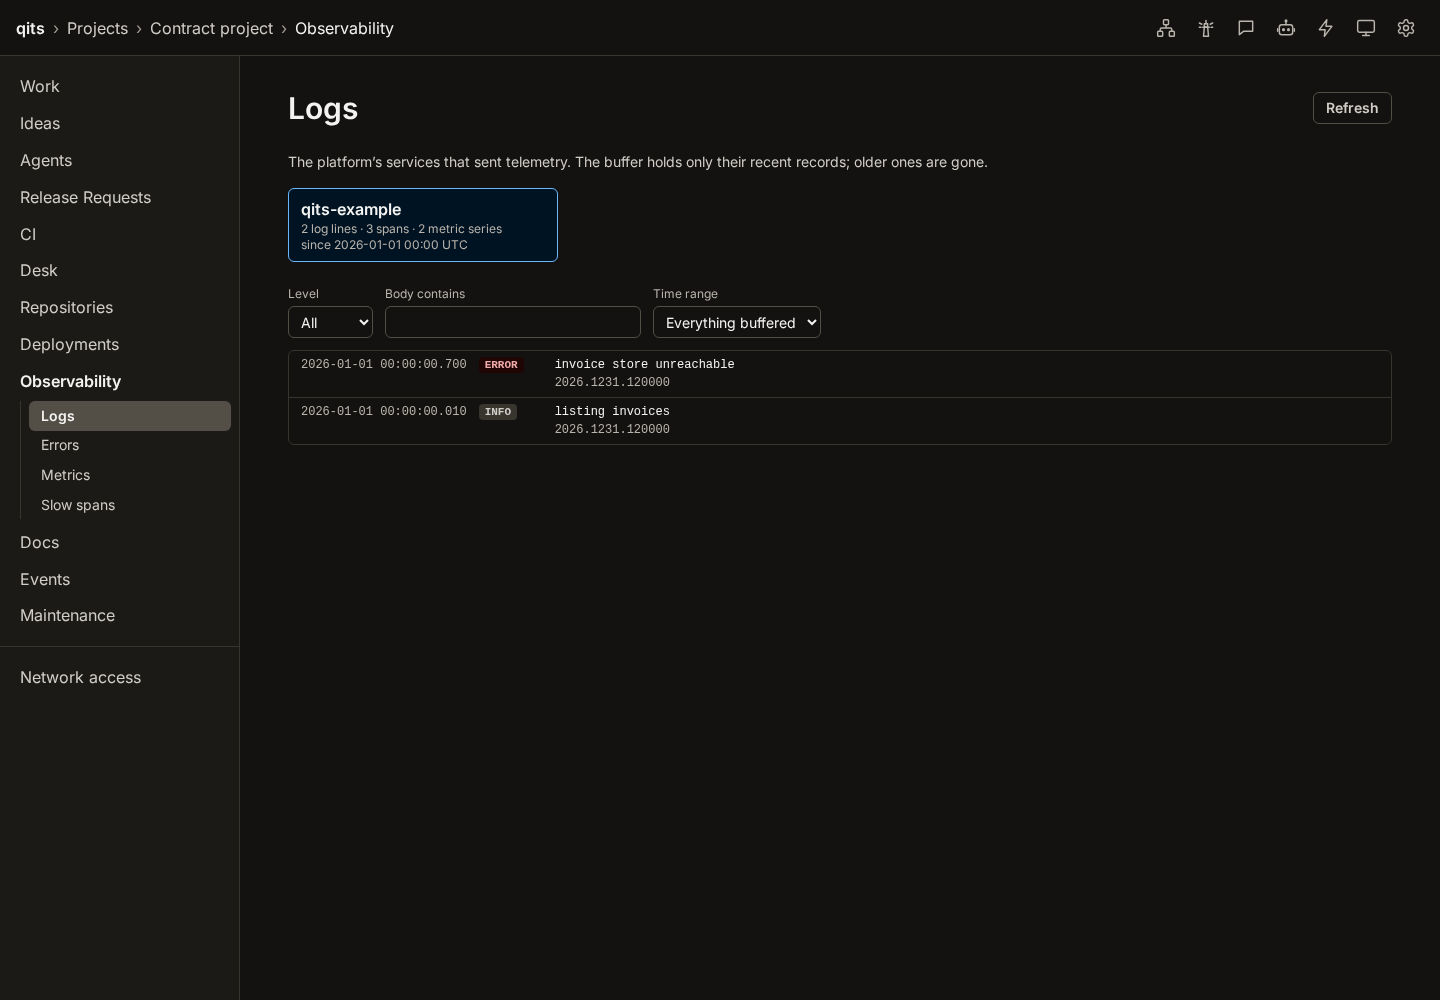 qits › Projects › Contract project › Observability
Work
Ideas
Agents
Release Requests
CI
Desk
Repositories
Deployments
Observability
Logs
Errors
Metrics
Slow spans
Docs
Events
Maintenance
Network access
Logs
Refresh
The platform’s services that sent telemetry. The buffer holds only their recent records; older ones are gone.
qits-example
2 log lines · 3 spans · 2 metric series
since 2026-01-01 00:00 UTC
Level Body contains Time range
All Everything buffered
2026-01-01 00:00:00.700 ERROR invoice store unreachable
2026.1231.120000
2026-01-01 00:00:00.010 INFO listing invoices
2026.1231.120000